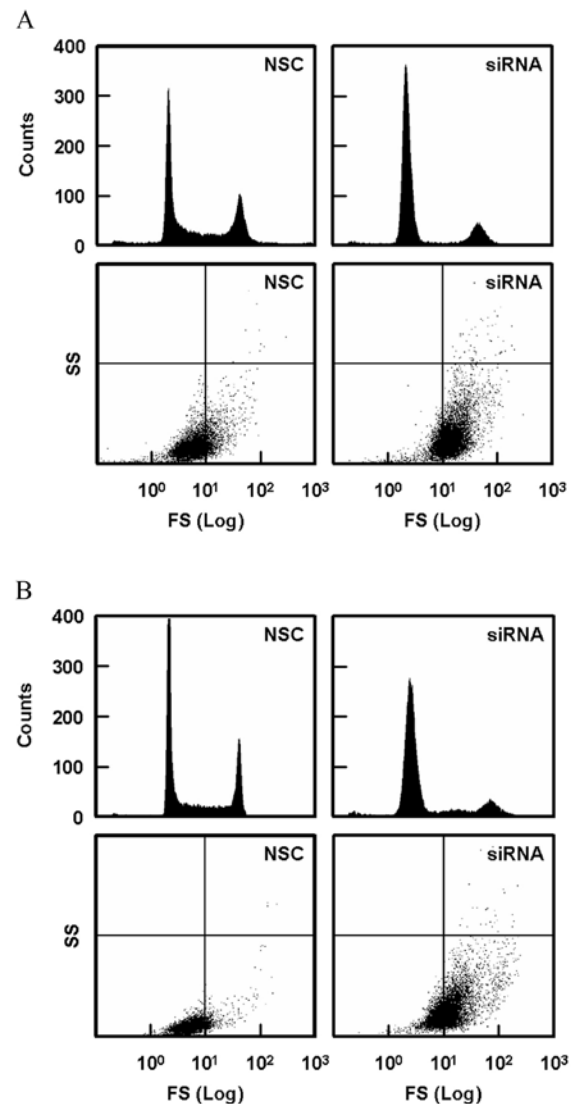 A
400
300
200
100
0
Counts
NSC
siRNA
SS
NSC
siRNA
10⁰ 10¹ 10² 10³ 10⁰ 10¹ 10² 10³
FS (Log) FS (Log)
B
400
300
200
100
0
Counts
NSC
siRNA
SS
NSC
siRNA
10⁰ 10¹ 10² 10³ 10⁰ 10¹ 10² 10³
FS (Log) FS (Log)